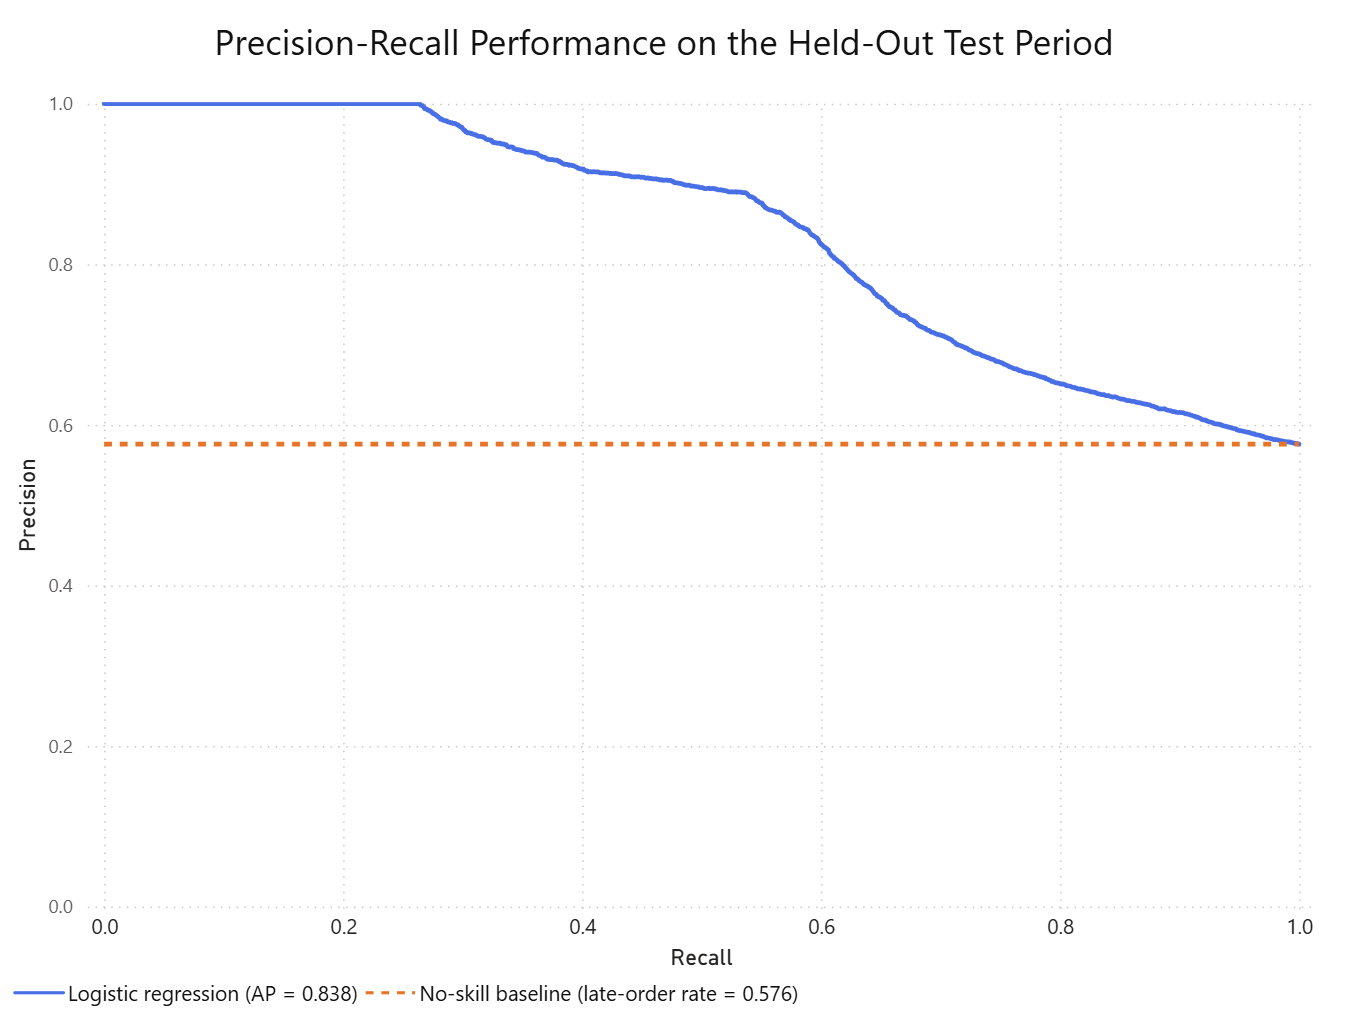 Precision-Recall Performance on the Held-Out Test Period
1.0
0.8
0.6
0.4
0.2
0.0
Precision
0.0 0.2 0.4 0.6 0.8 1.0
Recall
Logistic regression (AP = 0.838) No-skill baseline (late-order rate = 0.576)